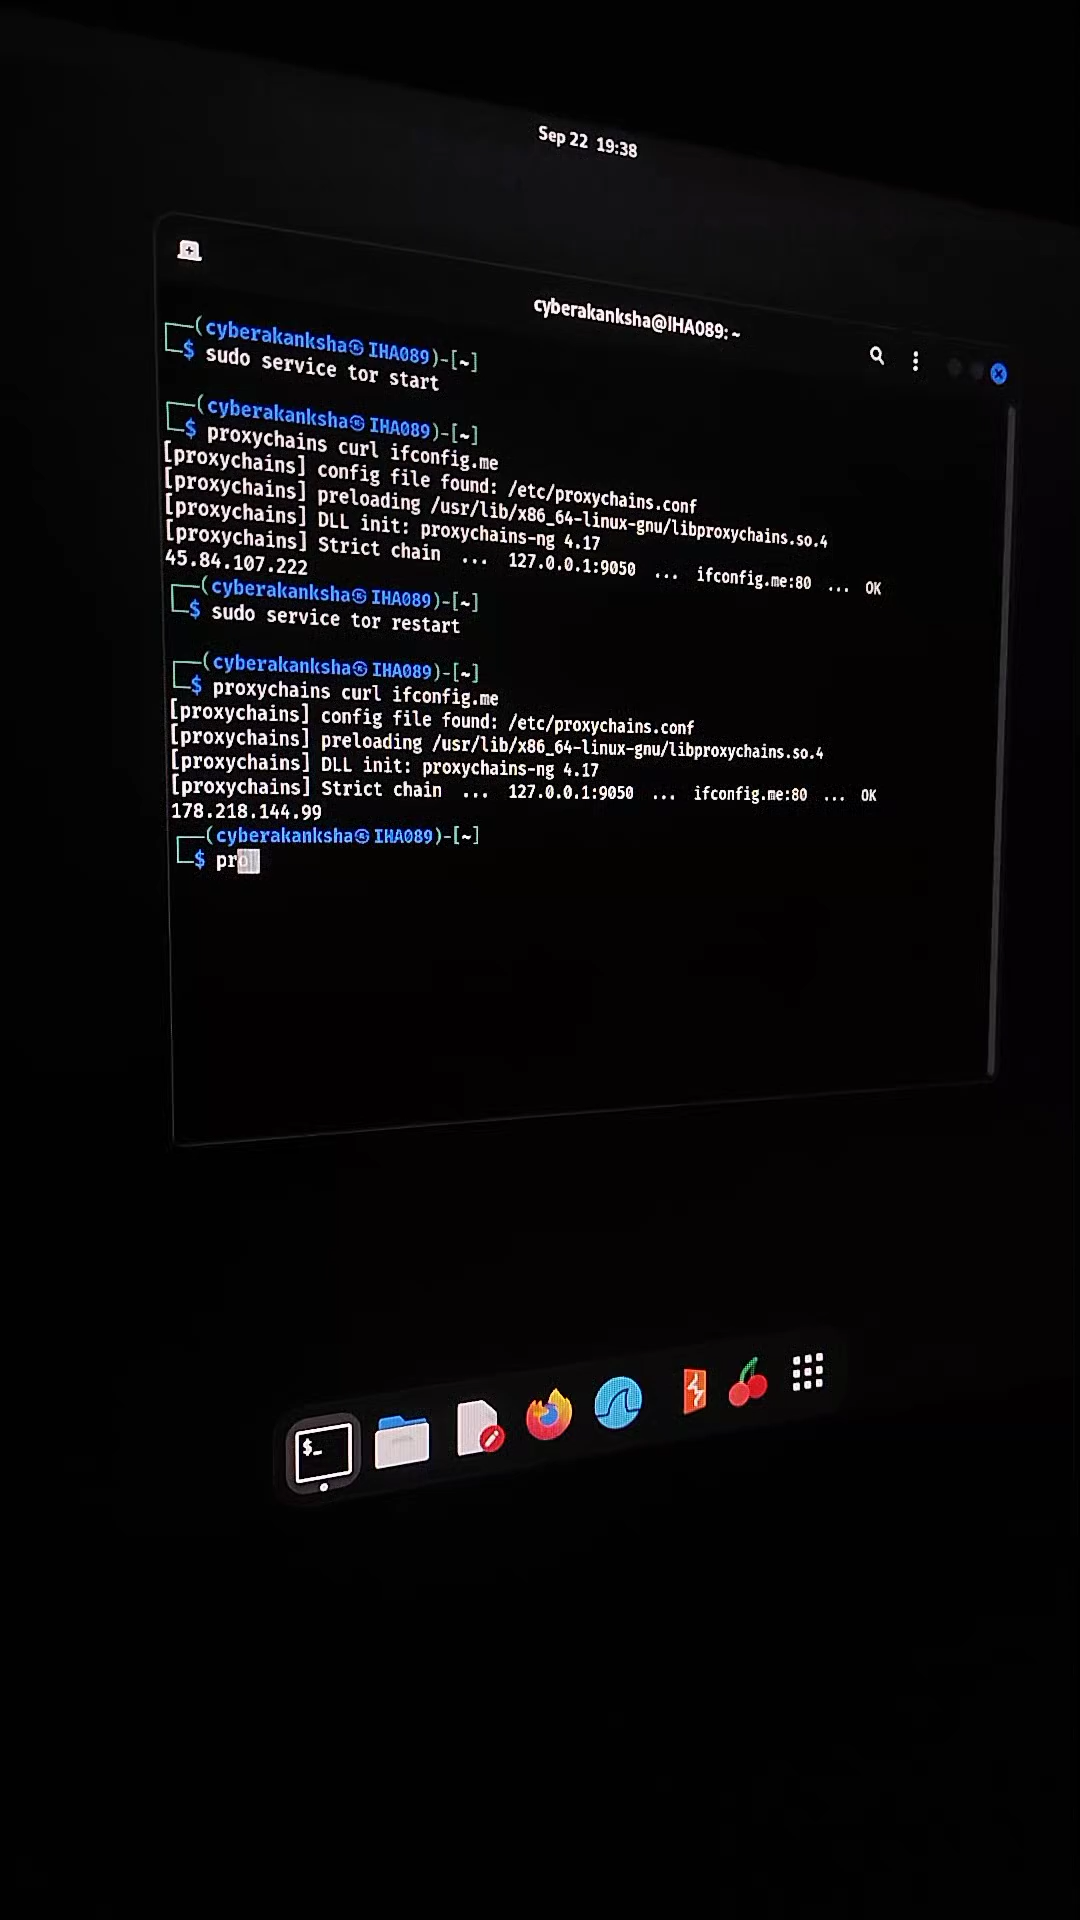 Sep 22 19:38
cyberakanksha@IHA089: ~
┌──(cyberakanksha㉿IHA089)-[~]
└─$ sudo service tor start
┌──(cyberakanksha㉿IHA089)-[~]
└─$ proxychains curl ifconfig.me
[proxychains] config file found: /etc/proxychains.conf
[proxychains] preloading /usr/lib/x86_64-linux-gnu/libproxychains.so.4
[proxychains] DLL init: proxychains-ng 4.17
[proxychains] Strict chain ... 127.0.0.1:9050 ... ifconfig.me:80 ... OK
45.84.107.222
┌──(cyberakanksha㉿IHA089)-[~]
└─$ sudo service tor restart
┌──(cyberakanksha㉿IHA089)-[~]
└─$ proxychains curl ifconfig.me
[proxychains] config file found: /etc/proxychains.conf
[proxychains] preloading /usr/lib/x86_64-linux-gnu/libproxychains.so.4
[proxychains] DLL init: proxychains-ng 4.17
[proxychains] Strict chain ... 127.0.0.1:9050 ... ifconfig.me:80 ... OK
178.218.144.99
┌──(cyberakanksha㉿IHA089)-[~]
└─$ pro
$_